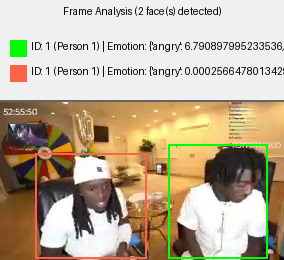 Frame Analysis (2 face(s) detected)
ID: 1 (Person 1) | Emotion: {'angry': 6.790897995233536,
ID: 1 (Person 1) | Emotion: {'angry': 0.0002566478013429
52:55:50